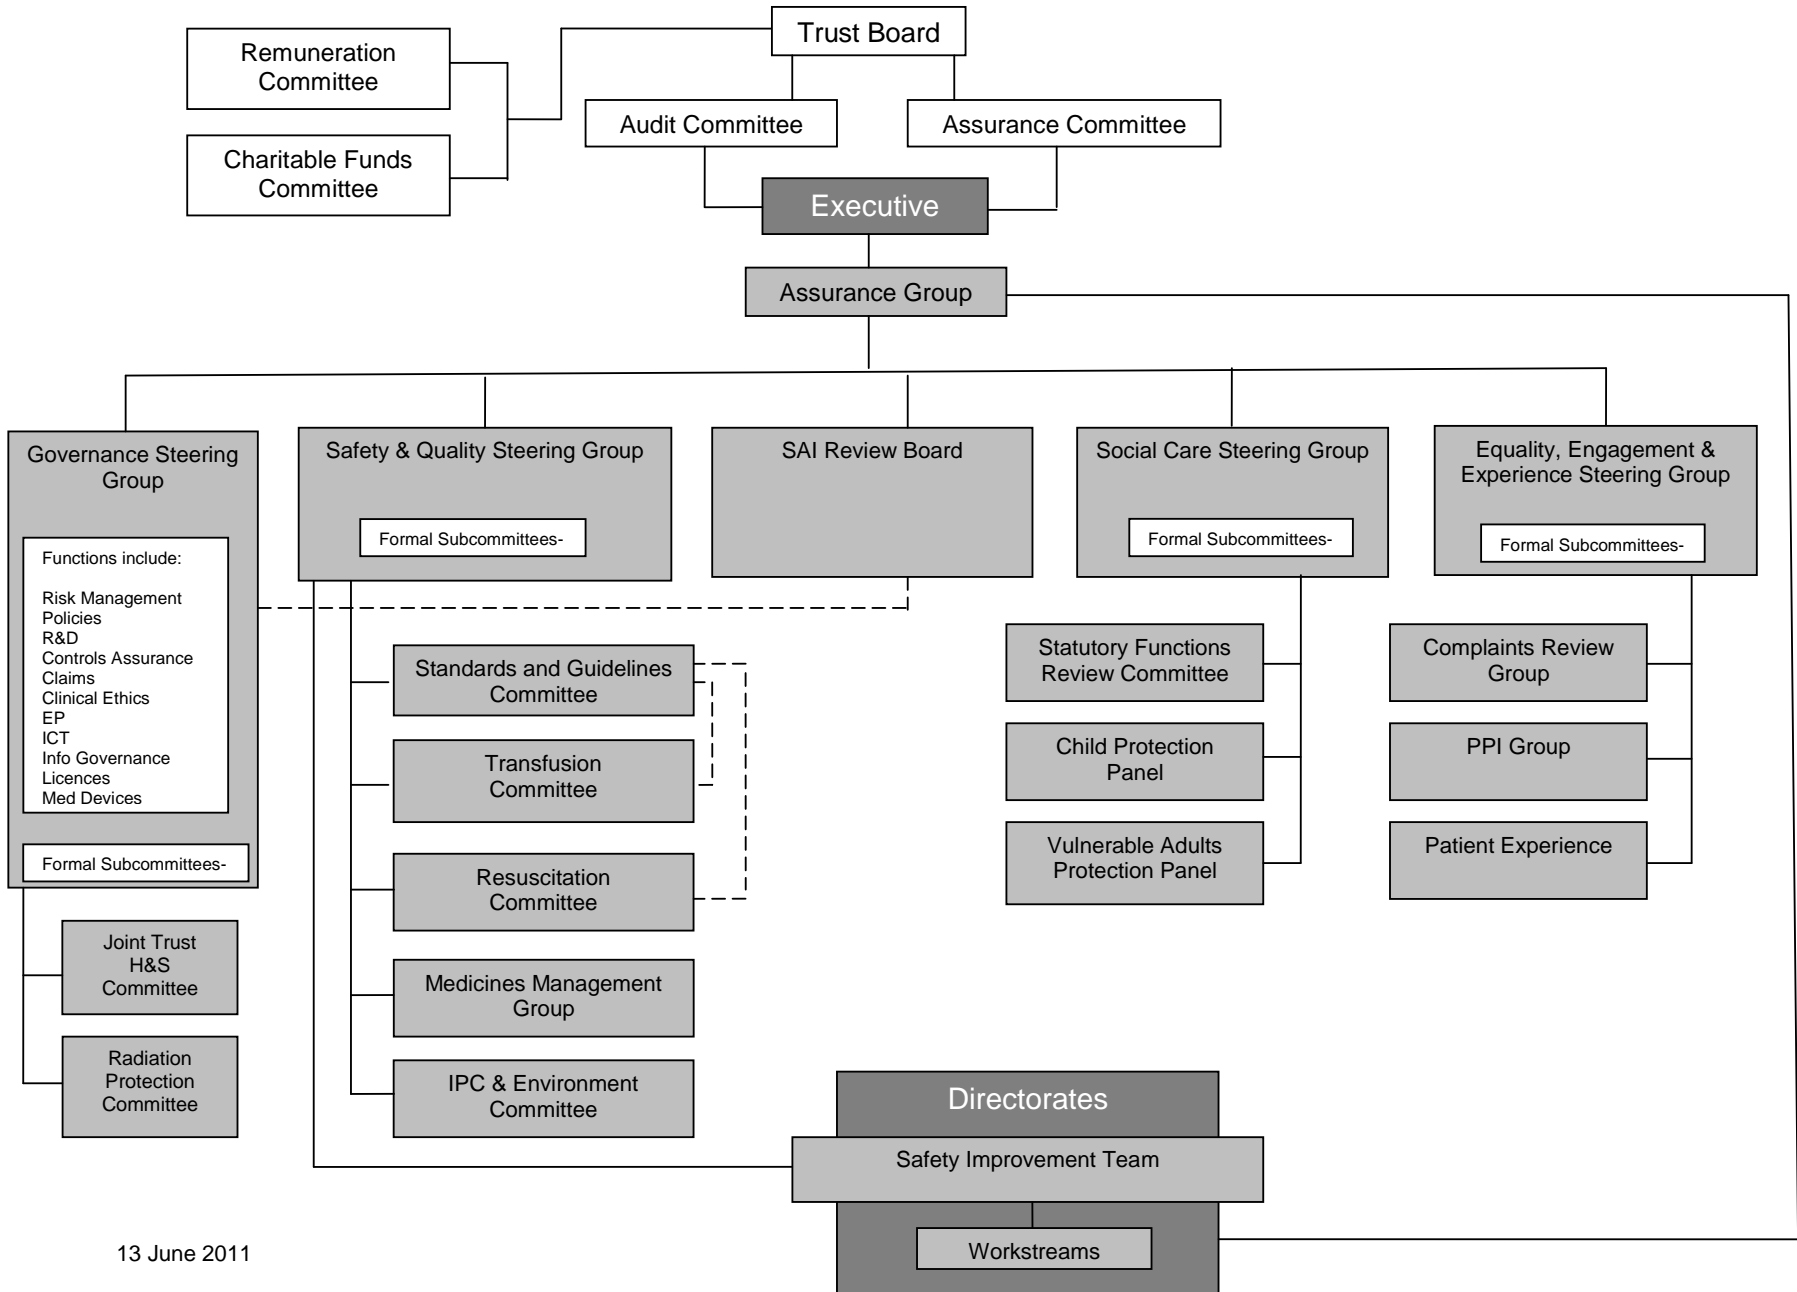 Trust Board
Remuneration
Committee
Audit Committee
Assurance Committee
Charitable Funds
Committee
Executive
Assurance Group
Governance Steering
Group
Functions include:
Risk Management
Policies
R&D
Controls Assurance
Claims
Clinical Ethics
EP
ICT
Info Governance
Licences
Med Devices
Formal Subcommittees-
Joint Trust
H&S
Committee
Radiation
Protection
Committee
Safety & Quality Steering Group
Formal Subcommittees-
Standards and Guidelines
Committee
Transfusion
Committee
Resuscitation
Committee
Medicines Management
Group
IPC & Environment
Committee
SAI Review Board
Social Care Steering Group
Formal Subcommittees-
Statutory Functions
Review Committee
Child Protection
Panel
Vulnerable Adults
Protection Panel
Equality, Engagement &
Experience Steering Group
Formal Subcommittees-
Complaints Review
Group
PPI Group
Patient Experience
Directorates
Safety Improvement Team
Workstreams
13 June 2011